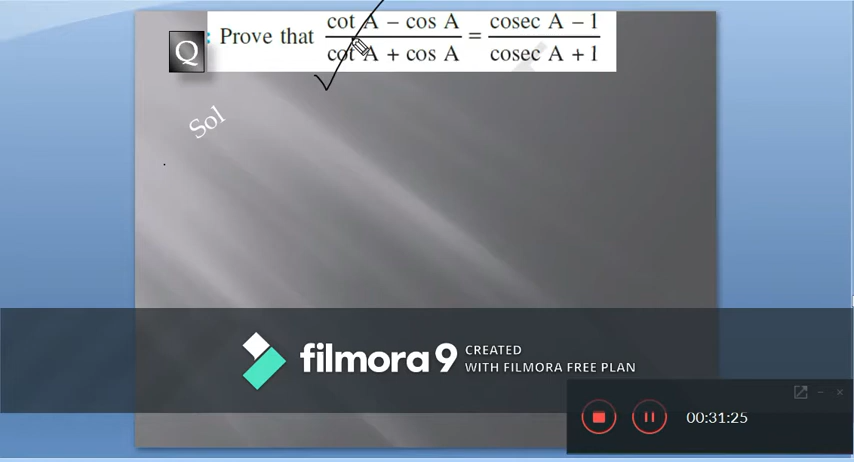 Q : Prove that cot A – cos A / cot A + cos A = cosec A – 1 / cosec A + 1
Sol
filmora 9 CREATED
WITH FILMORA FREE PLAN
00:31:25